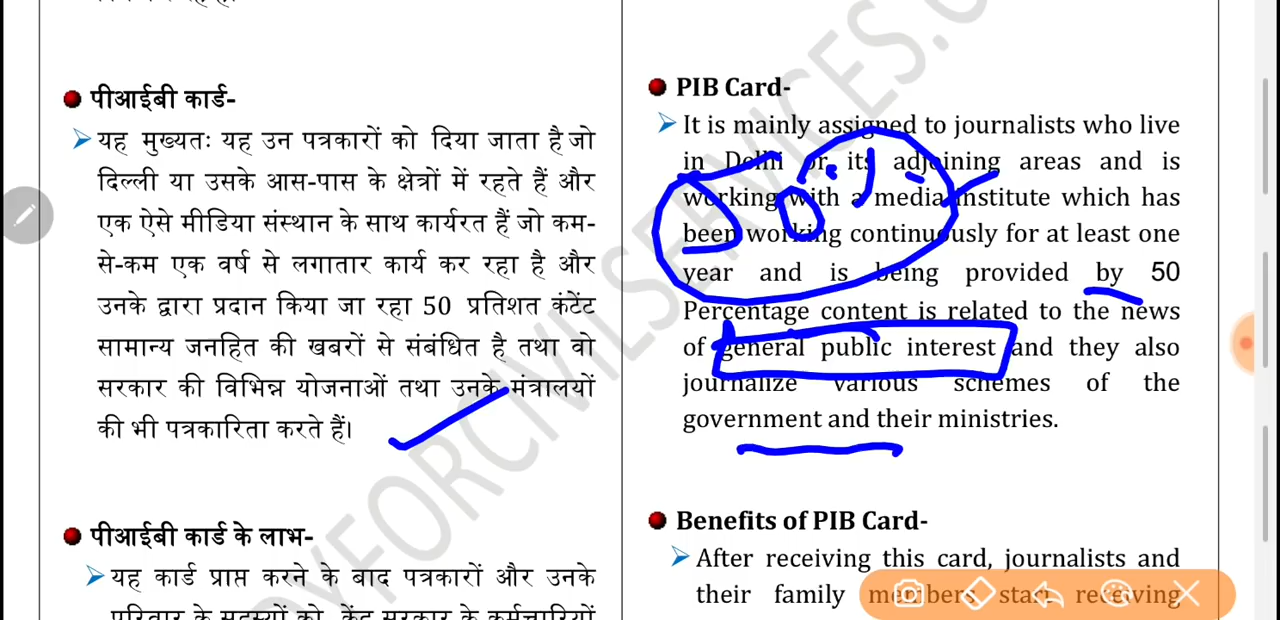 पीआईबी कार्ड-
यह मुख्यतः यह उन पत्रकारों को दिया जाता है जो
दिल्ली या उसके आस-पास के क्षेत्रों में रहते हैं और
एक ऐसे मीडिया संस्थान के साथ कार्यरत हैं जो कम-
से-कम एक वर्ष से लगातार कार्य कर रहा है और
उनके द्वारा प्रदान किया जा रहा 50 प्रतिशत कंटेंट
सामान्य जनहित की खबरों से संबंधित है तथा वो
सरकार की विभिन्न योजनाओं तथा उनके मंत्रालयों
की भी पत्रकारिता करते हैं।
पीआईबी कार्ड के लाभ-
यह कार्ड प्राप्त करने के बाद पत्रकारों और उनके
परिवार के सदस्यों को केंद्र सरकार के कर्मचारियों
PIB Card-
It is mainly assigned to journalists who live
in Delhi or its adjoining areas and is
working with a media institute which has
been working continuously for at least one
year and is being provided by 50
Percentage content is related to the news
of general public interest and they also
journalize various schemes of the
government and their ministries.
Benefits of PIB Card-
After receiving this card, journalists and
their family members start receiving